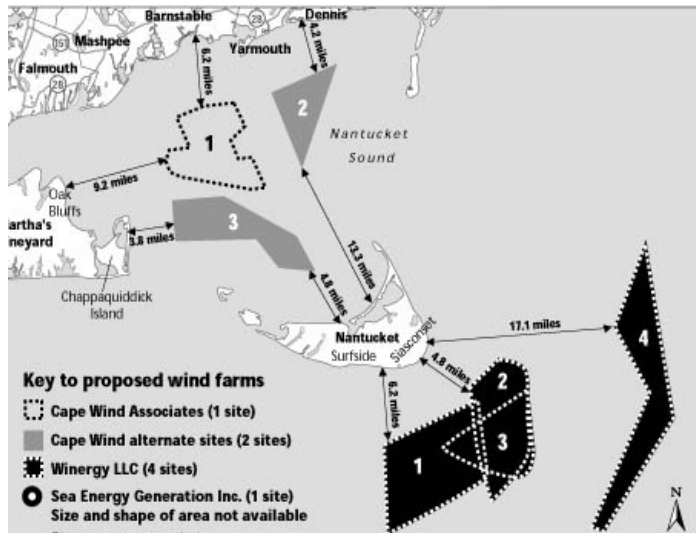 Barnstable
28
Dennis
151
Mashpee
Yarmouth
Falmouth
28
6.2 miles
4.2 miles
2
1
Nantucket
Sound
9.2 miles
Oak
Bluffs
artha's
neyard
3
3.8 miles
13.3 miles
4.8 miles
Chappaquiddick
Island
Nantucket
Surfside
Siasconset
17.1 miles
4
4.8 miles
6.2 miles
2
1
3
Key to proposed wind farms
Cape Wind Associates (1 site)
Cape Wind alternate sites (2 sites)
Winergy LLC (4 sites)
Sea Energy Generation Inc. (1 site)
Size and shape of area not available
N